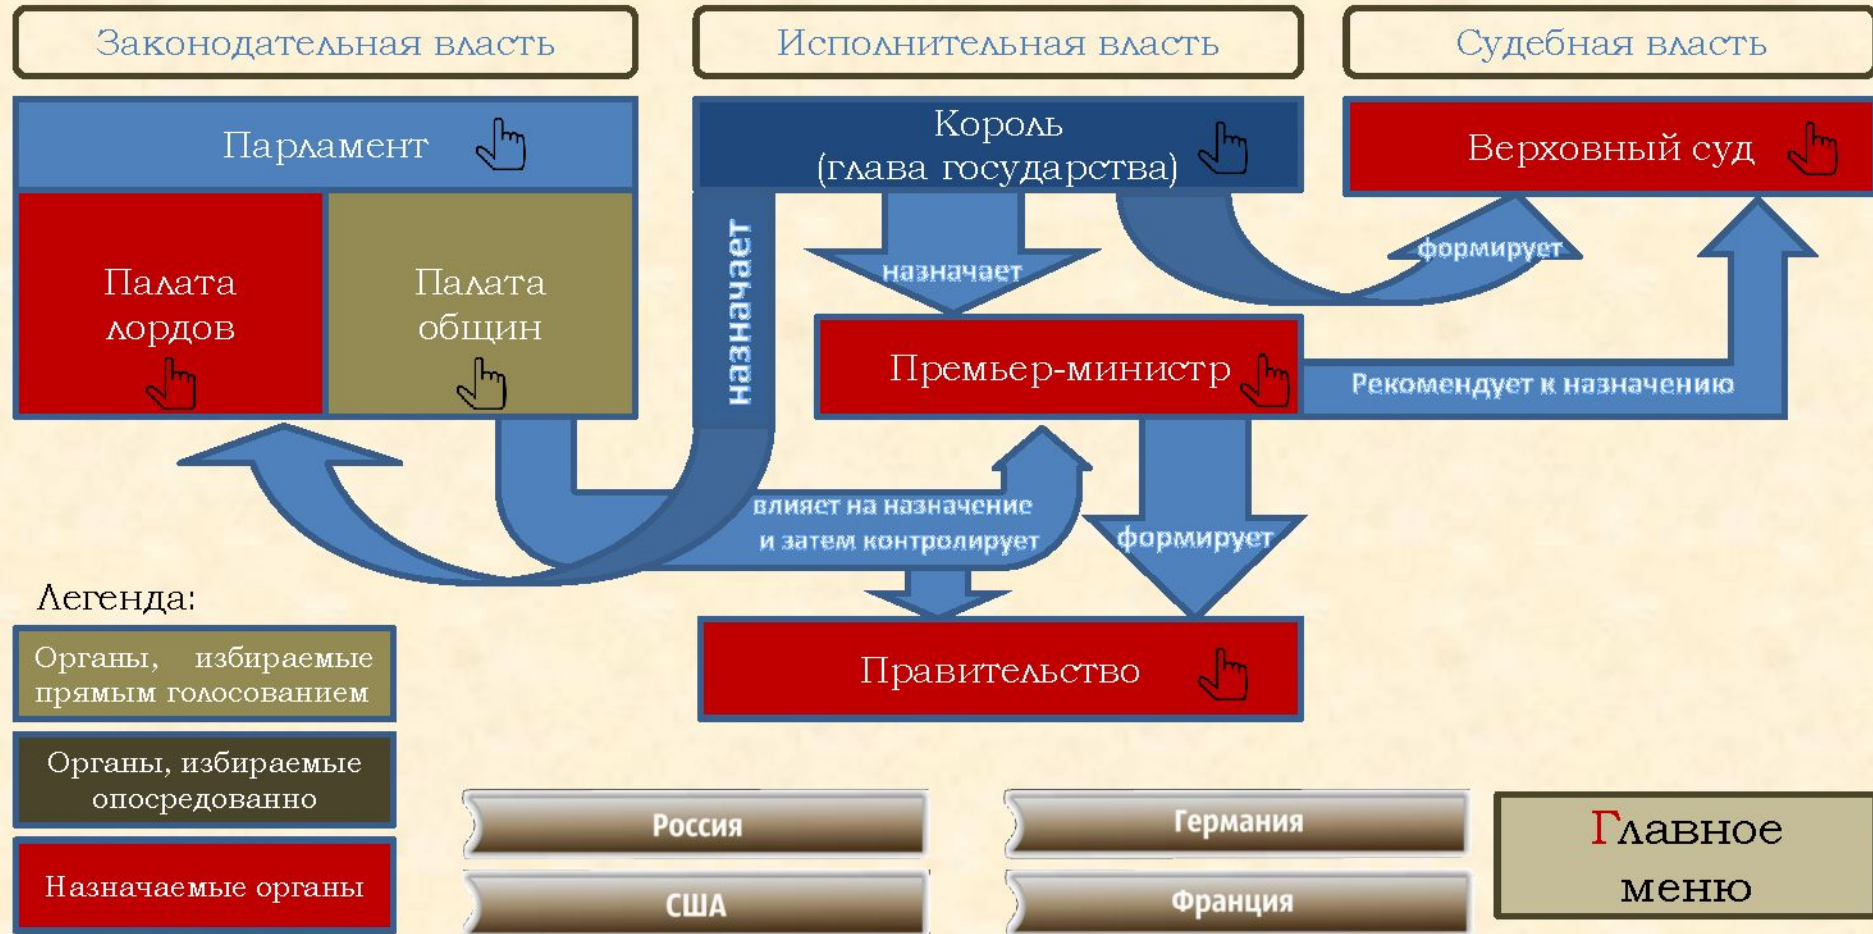 Законодательная власть
Исполнительная власть
Судебная власть
Парламент
Король
(глава государства)
Верховный суд
Палата
лордов
Палата
общин
назначает
назначает
формирует
Премьер-министр
Рекомендует к назначению
влияет на назначение
и затем контролирует
формирует
Правительство
Легенда:
Органы, избираемые
прямым голосованием
Органы, избираемые
опосредованно
Назначаемые органы
Россия
Германия
США
Франция
Главное
меню